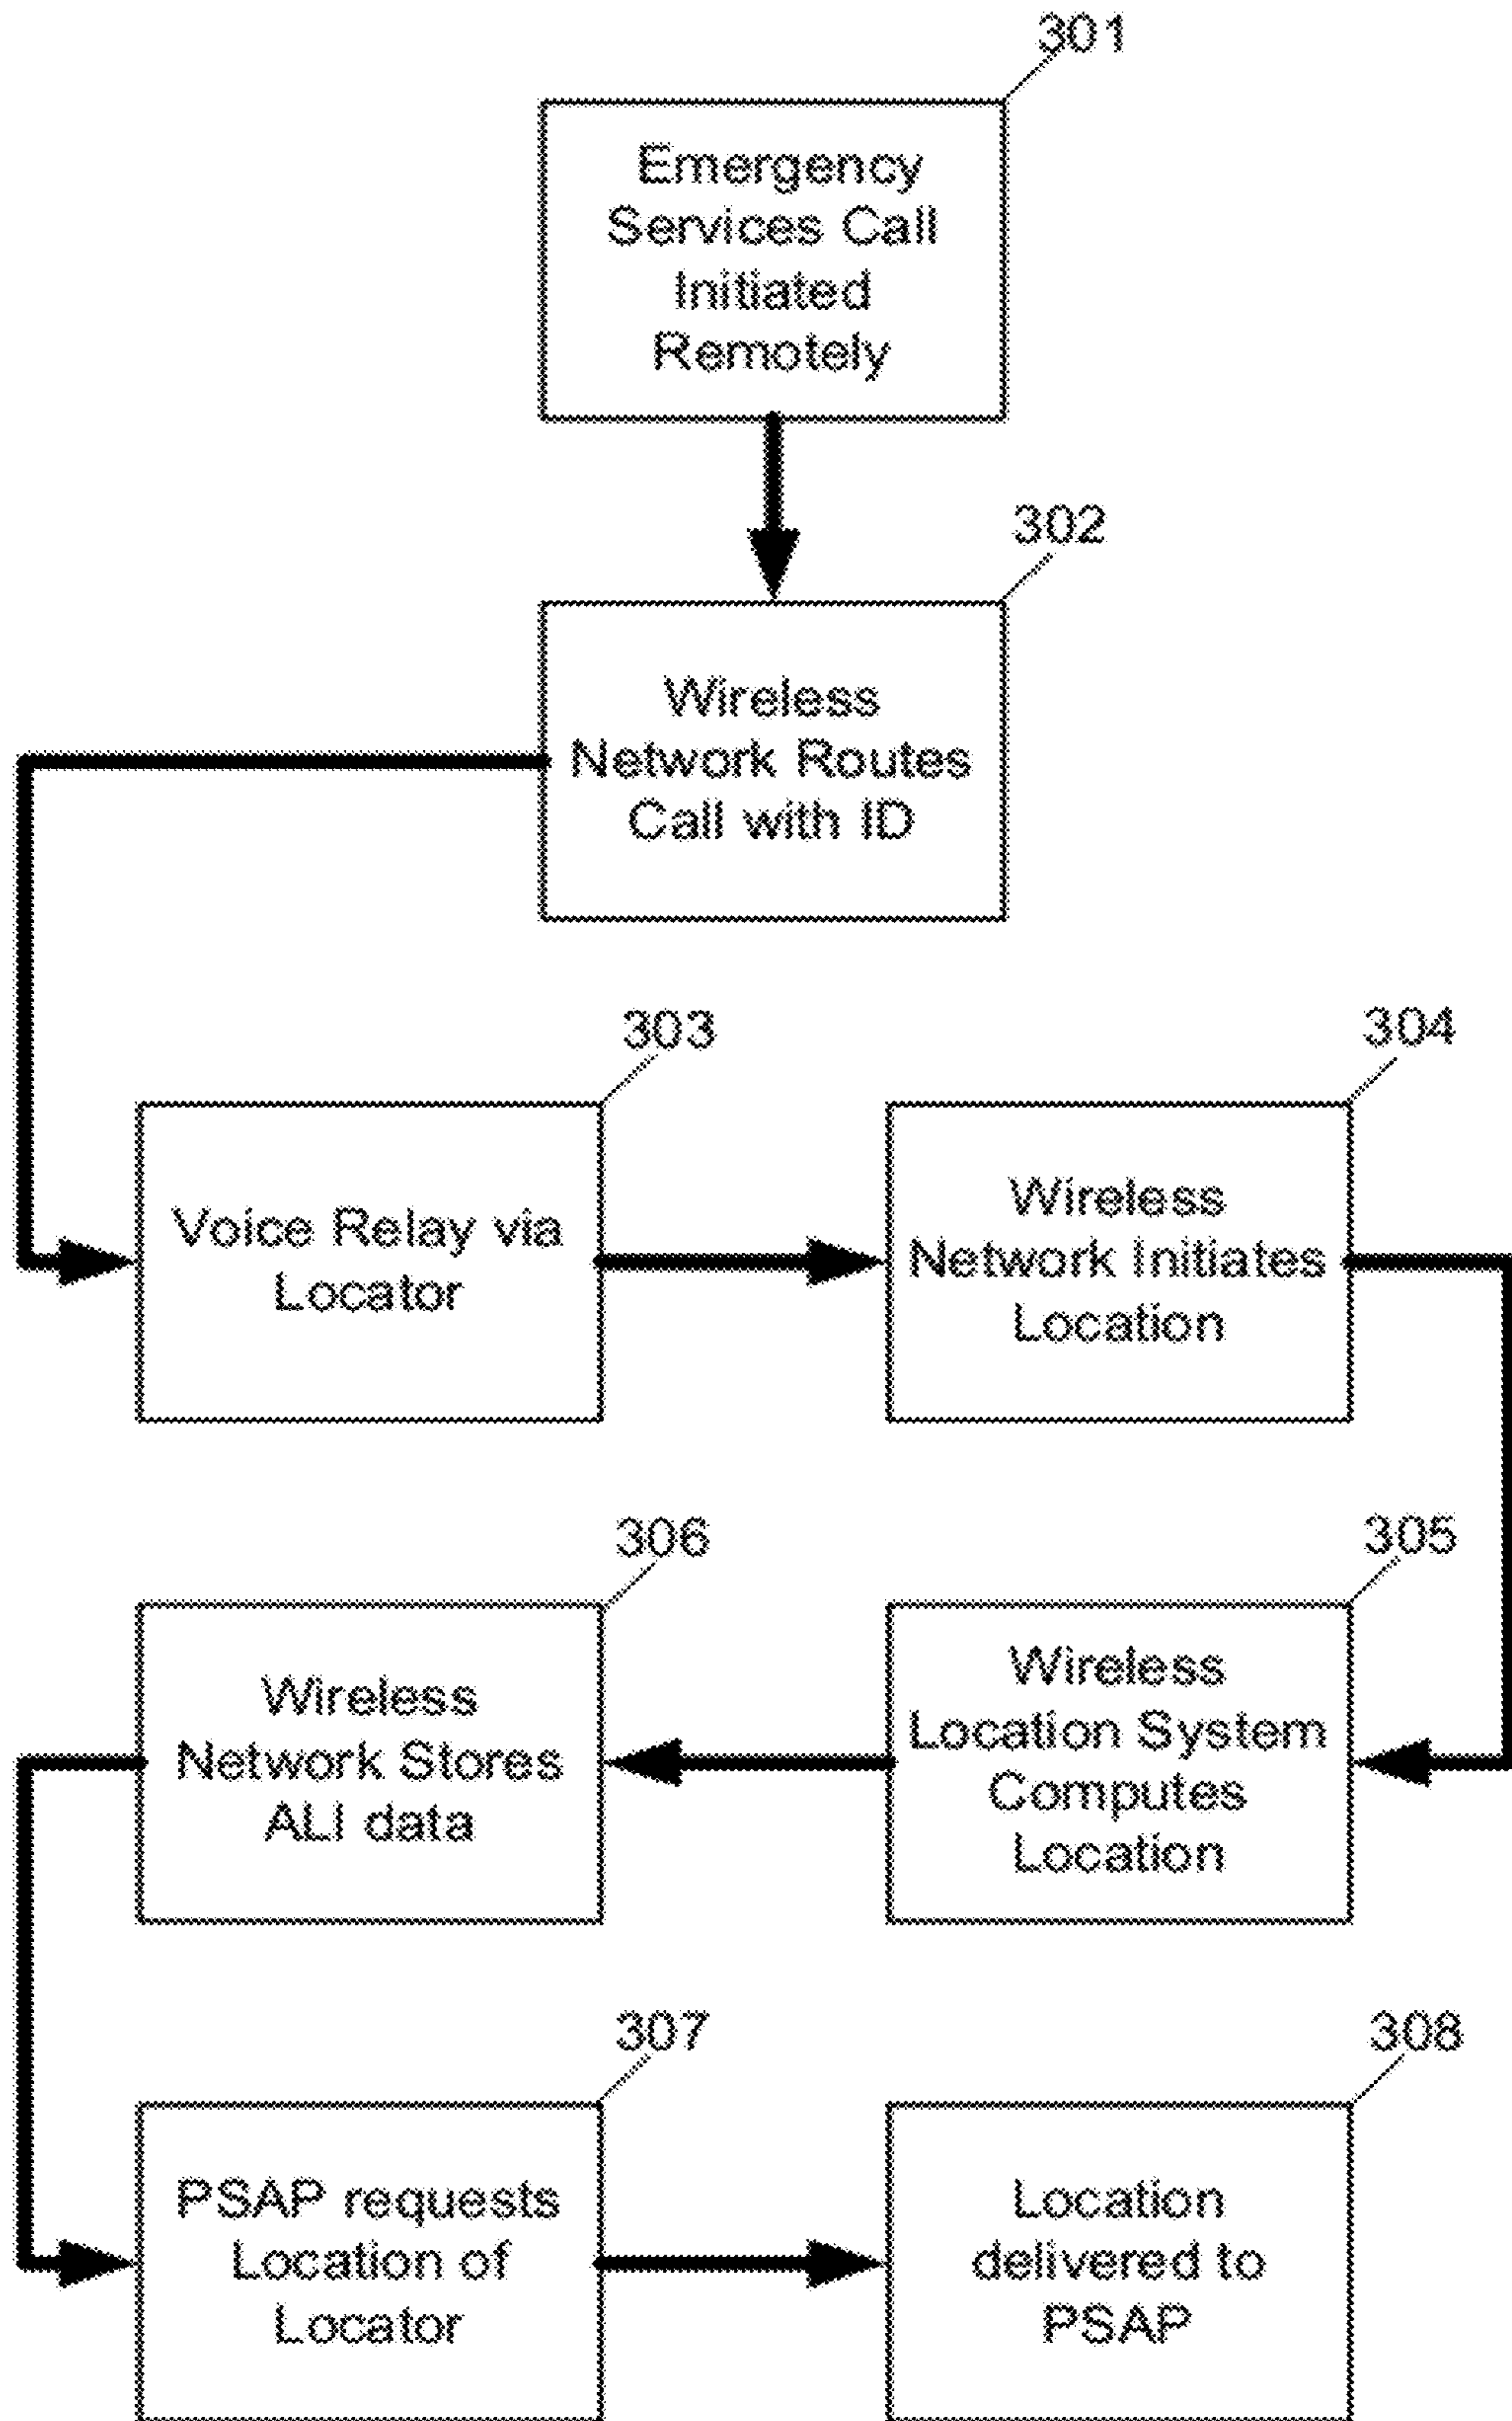 301
Emergency
Services Call
Initiated
Remotely
302
Wireless
Network Routes
Call with ID
303
Voice Relay via
Locator
304
Wireless
Network Initiates
Location
305
Wireless
Location System
Computes
Location
306
Wireless
Network Stores
ALI data
307
PSAP requests
Location of
Locator
308
Location
delivered to
PSAP